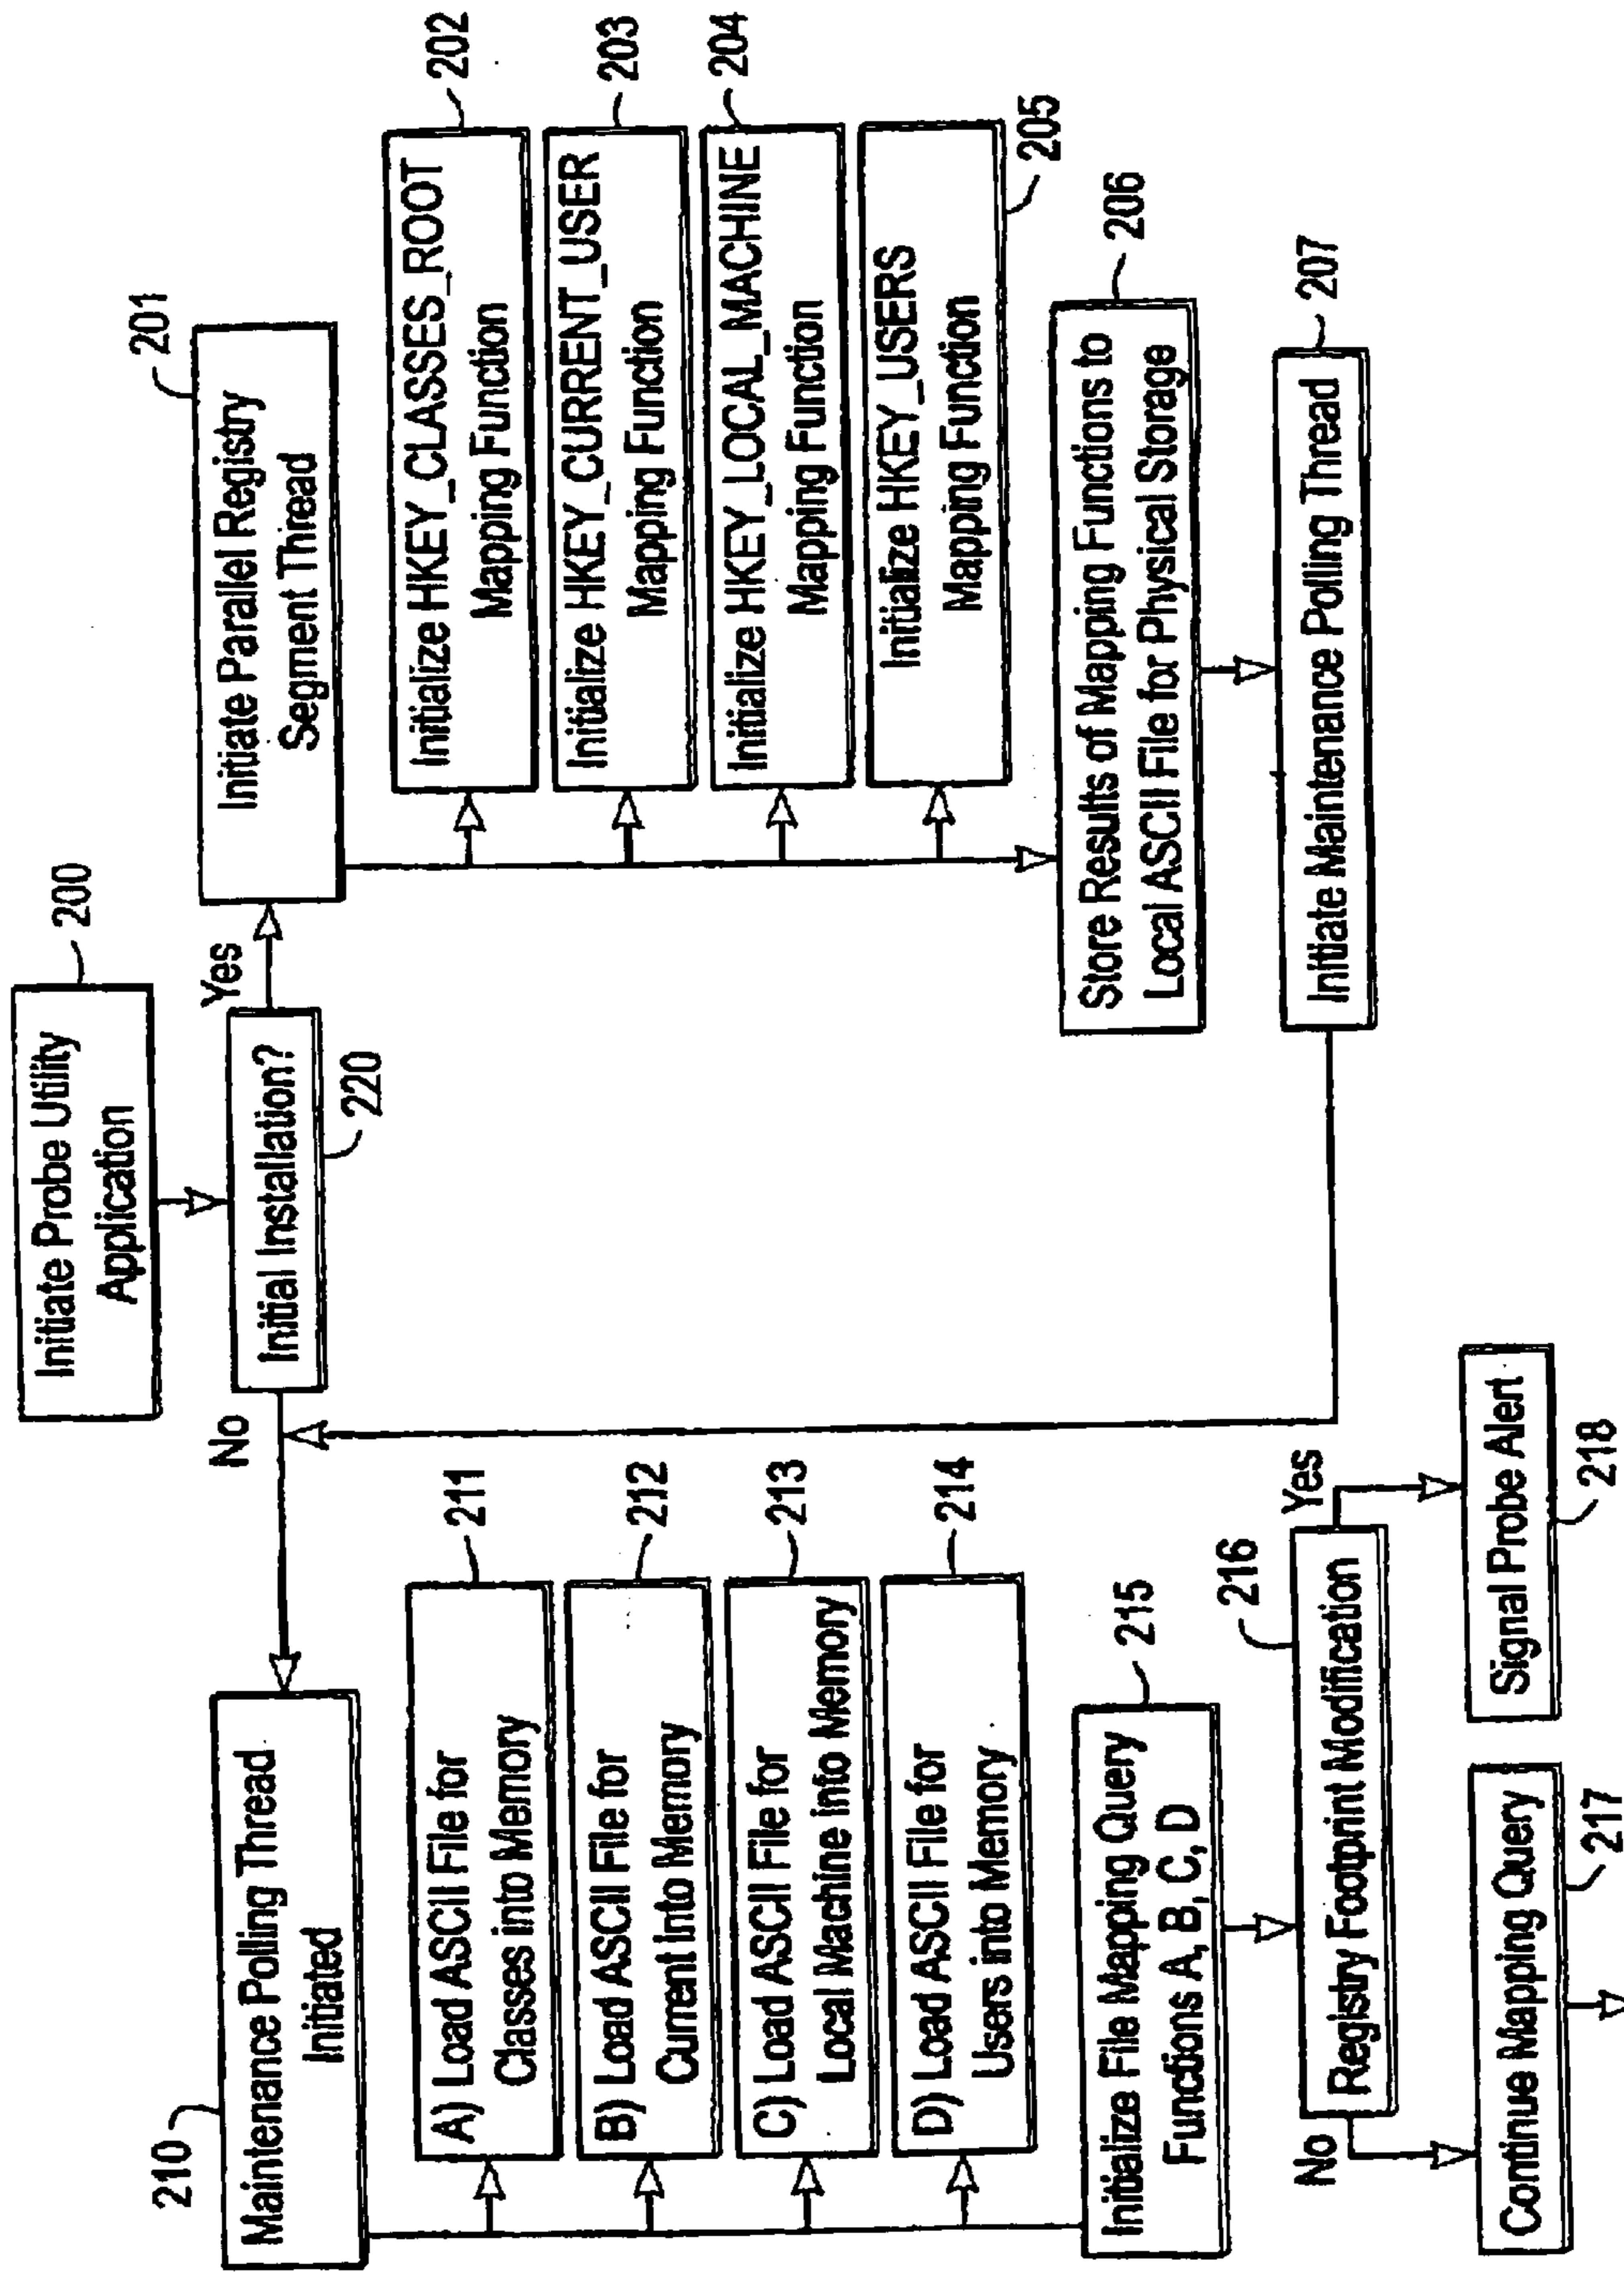 Initiate Probe Utility
Application
200
Initial Installation?
220
Yes
No
Initiate Parallel Registry
Segment Thread
201
Initialize HKEY_CLASSES_ROOT
Mapping Function
202
Initialize HKEY_CURRENT_USER
Mapping Function
203
Initialize HKEY_LOCAL_MACHINE
Mapping Function
204
Initialize HKEY_USERS
Mapping Function
205
Store Results of Mapping Functions to
Local ASCII File for Physical Storage
206
Initiate Maintenance Polling Thread
207
210
Maintenance Polling Thread
Initiated
A) Load ASCII File for
Classes into Memory
211
B) Load ASCII File for
Current Into Memory
212
C) Load ASCII File for
Local Machine into Memory
213
D) Load ASCII File for
Users into Memory
214
Initialize File Mapping Query
Functions A, B, C, D
215
Registry Footprint Modification
216
No
Yes
Continue Mapping Query
217
Signal Probe Alert
218